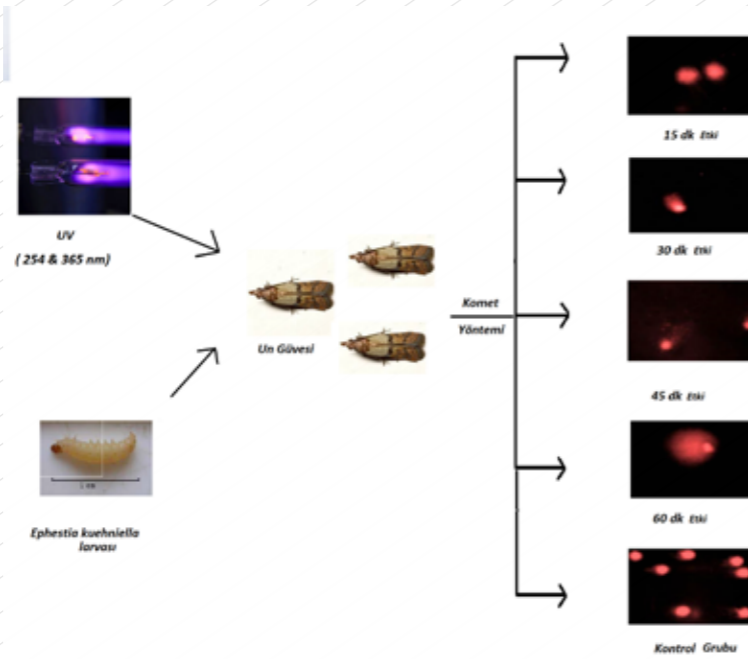 UV
( 254 & 365 nm)
Un Güvesi
Ephestia kuehniella
larvası
Komet
Yöntemi
15 dk Etki
30 dk Etki
45 dk Etki
60 dk Etki
Kontrol Grubu